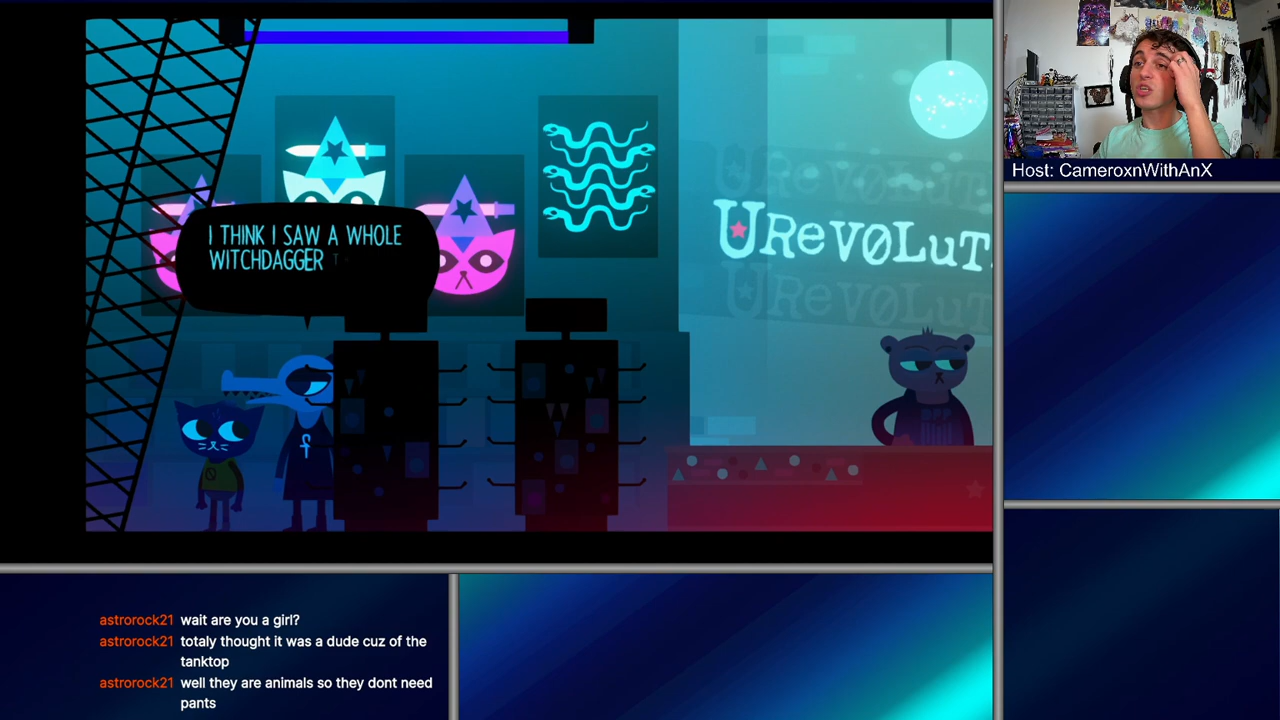 I THINK I SAW A WHOLE
WITCHDAGGER
UReVØLuT
Host: CameroxnWithAnX
astrorock21 wait are you a girl?
astrorock21 totaly thought it was a dude cuz of the
tanktop
astrorock21 well they are animals so they dont need
pants